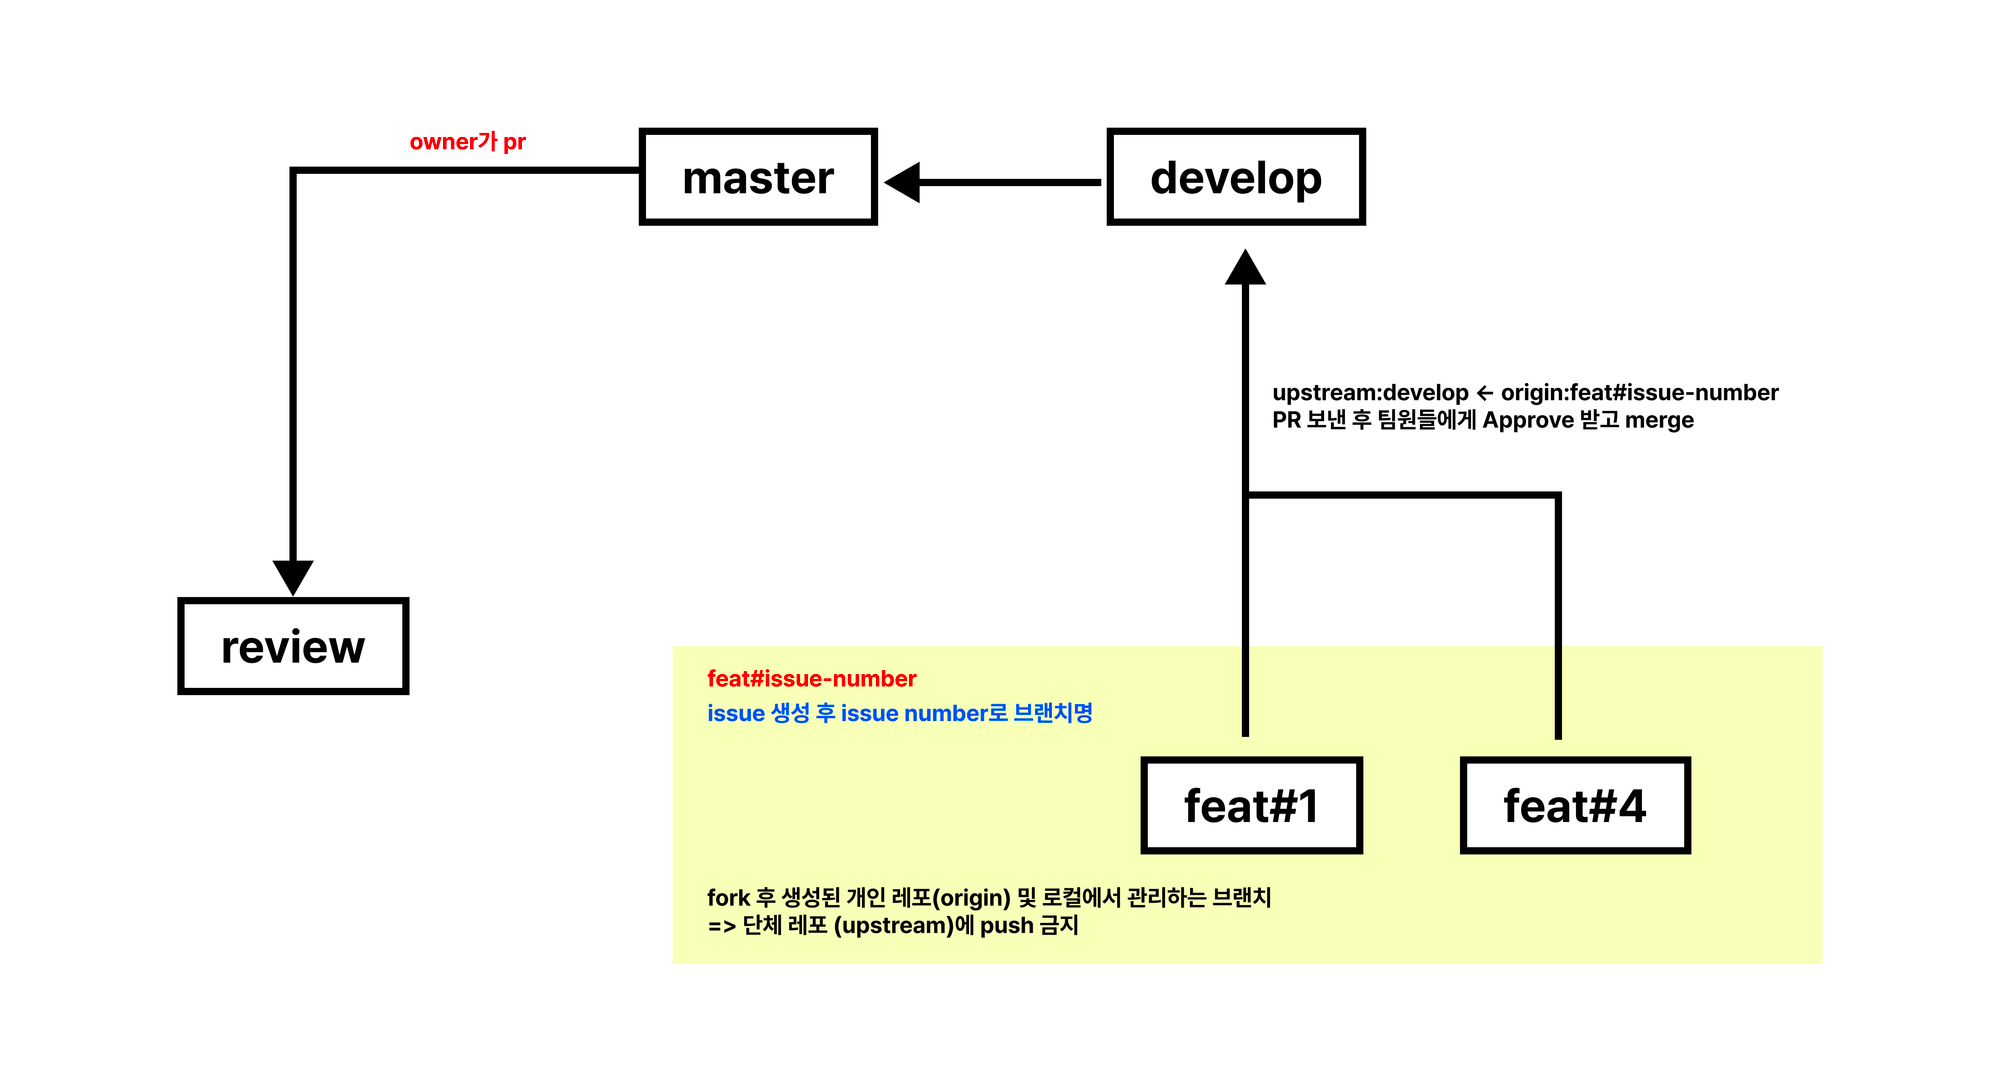 owner가 pr
master
develop
upstream:develop ← origin:feat#issue-number
PR 보낸 후 팀원들에게 Approve 받고 merge
review
feat#issue-number
issue 생성 후 issue number로 브랜치명
feat#1
feat#4
fork 후 생성된 개인 레포(origin) 및 로컬에서 관리하는 브랜치
=> 단체 레포 (upstream)에 push 금지